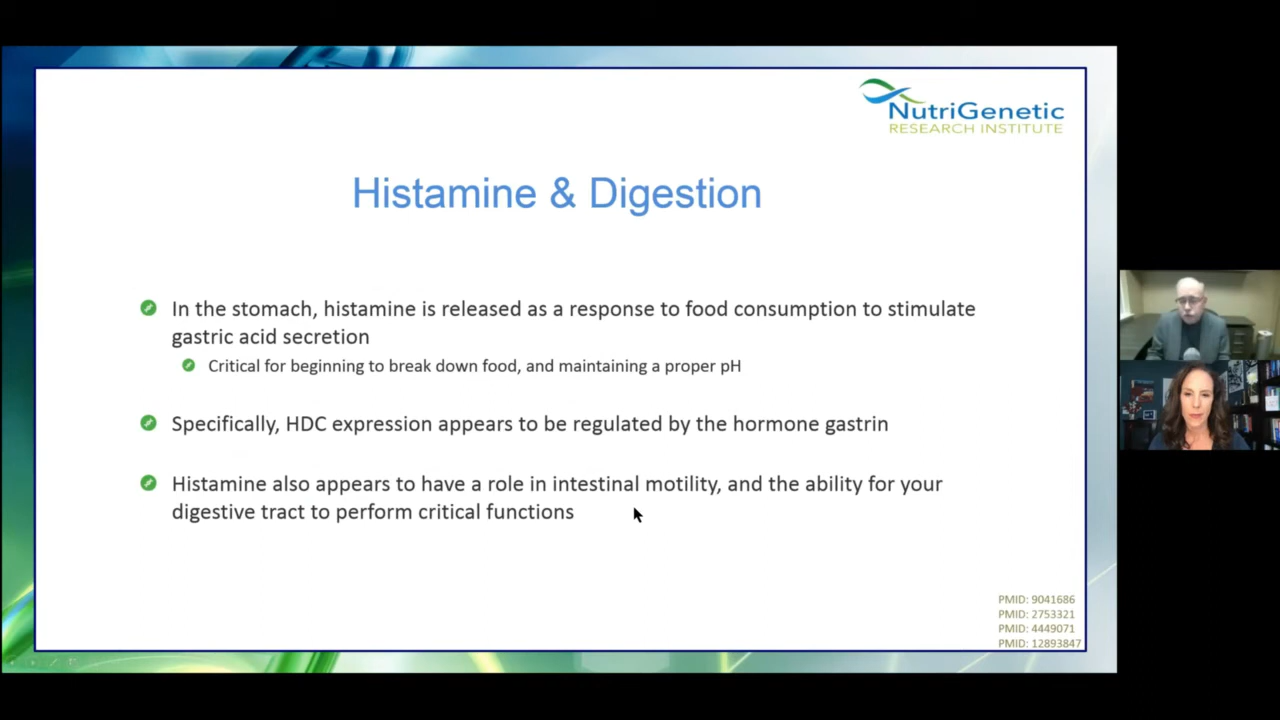 NutriGenetic
RESEARCH INSTITUTE
Histamine & Digestion
In the stomach, histamine is released as a response to food consumption to stimulate
gastric acid secretion
Critical for beginning to break down food, and maintaining a proper pH
Specifically, HDC expression appears to be regulated by the hormone gastrin
Histamine also appears to have a role in intestinal motility, and the ability for your
digestive tract to perform critical functions
PMID: 9041686
PMID: 2753321
PMID: 4449071
PMID: 12893847